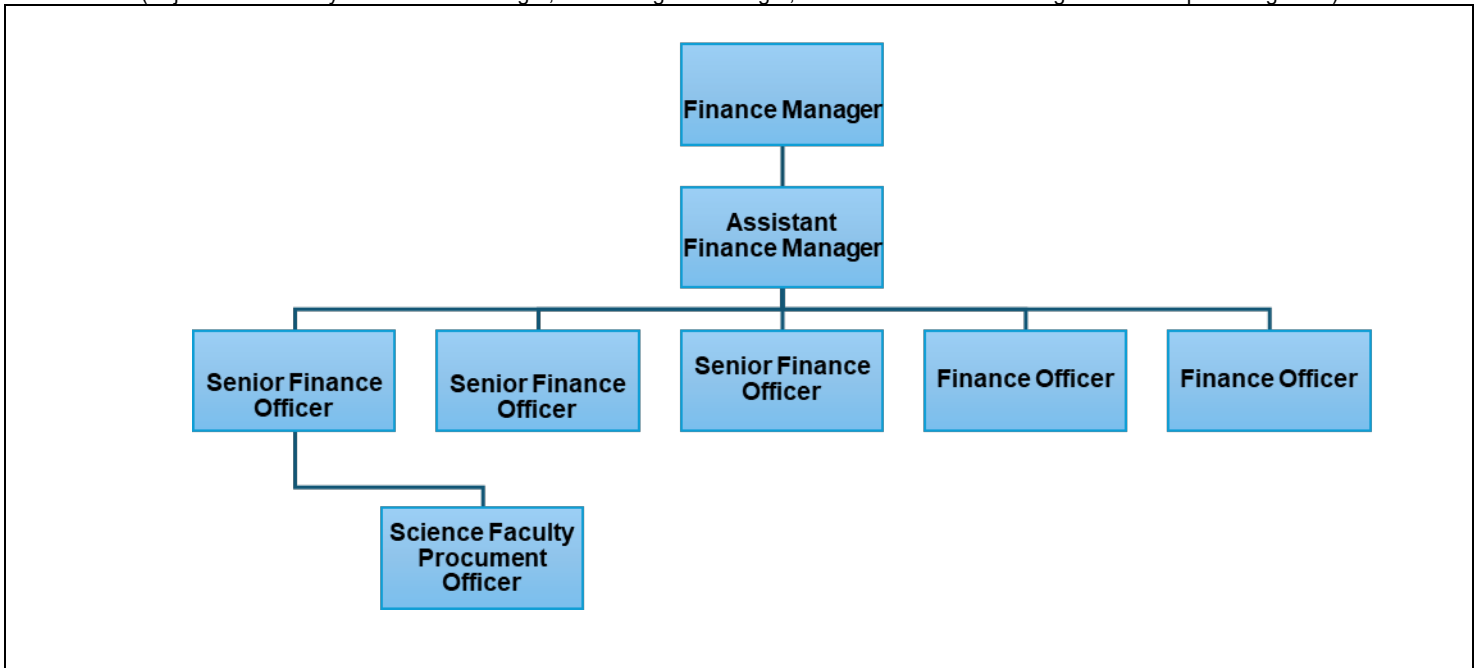 Finance Manager
Assistant
Finance Manager
Senior Finance
Officer
Senior Finance
Officer
Senior Finance
Officer
Finance Officer
Finance Officer
Science Faculty
Procument
Officer